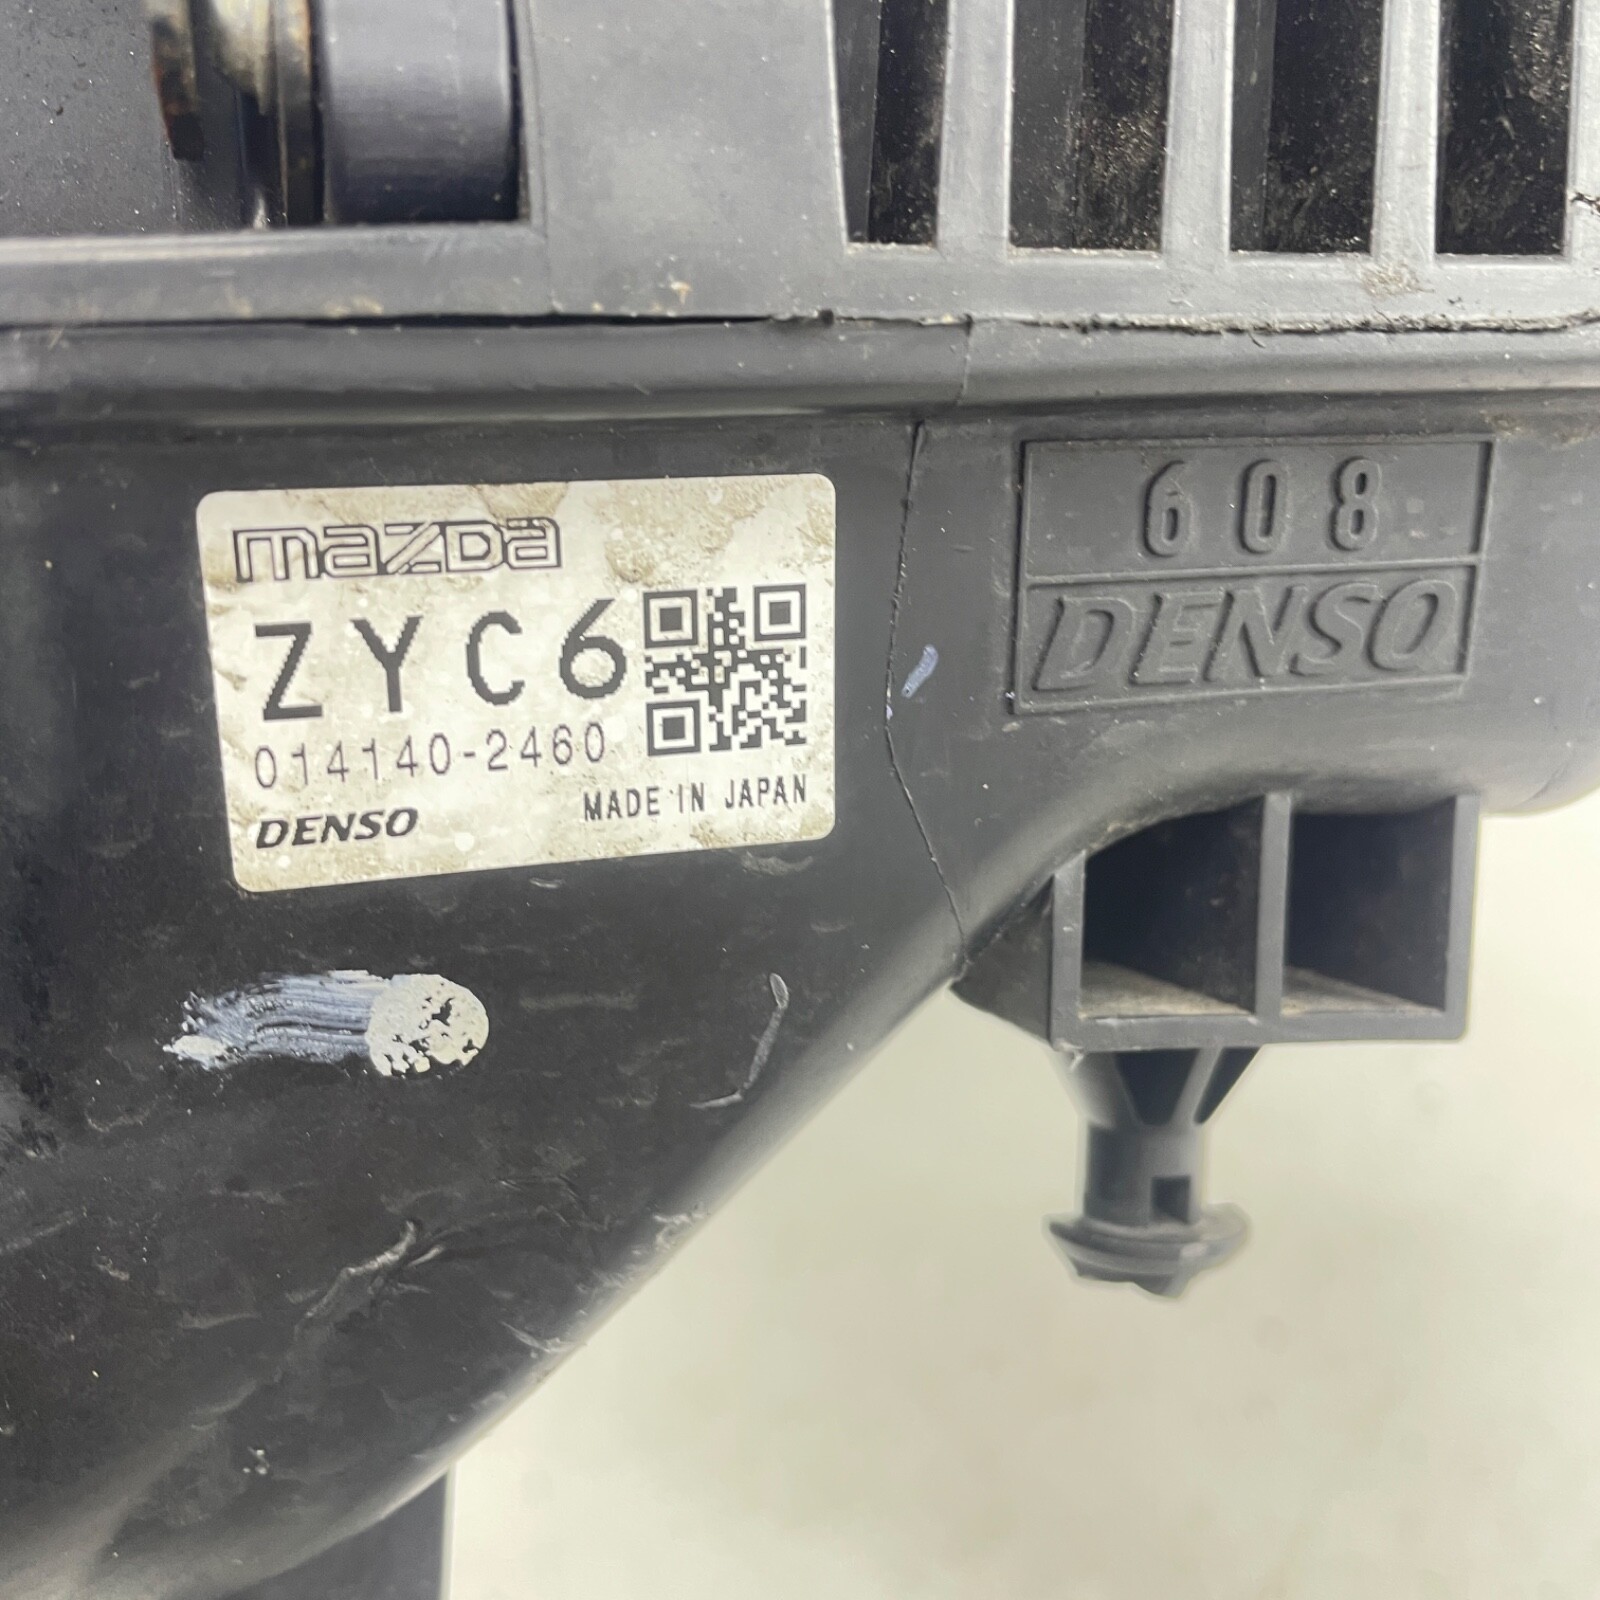 mazda
ZYC6
014140-2460
DENSO MADE IN JAPAN
608
DENSO